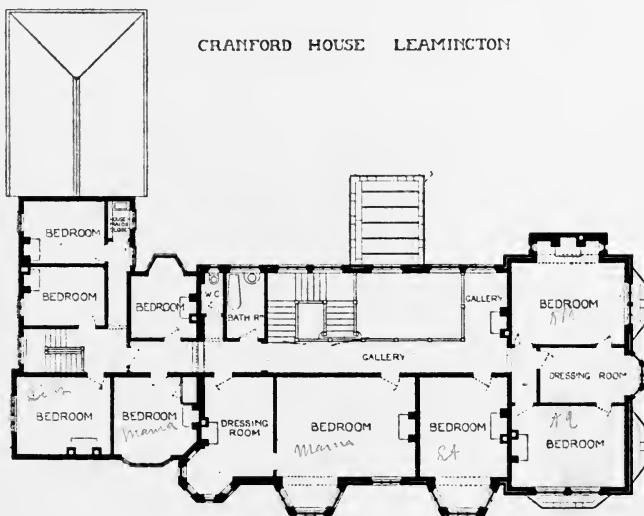 CRANFORD HOUSE LEAMINGTON
BEDROOM
HOUSE
MAIDS
CLOSET
BEDROOM
BEDROOM
W.C
BATH RM
GALLERY
BEDROOM
GALLERY
DRESSING ROOM
BEDROOM
BEDROOM
Mama
DRESSING
ROOM
BEDROOM
Mama
BEDROOM
BEDROOM